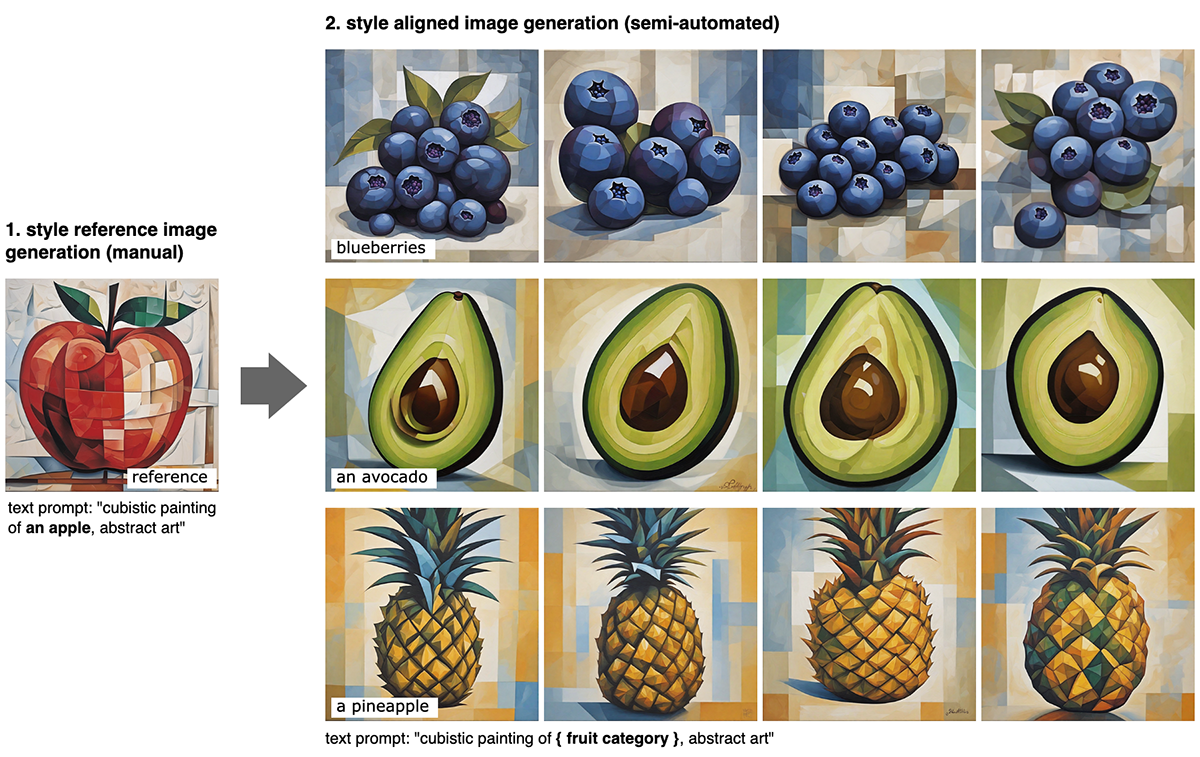 2. style aligned image generation (semi-automated)
blueberries
1. style reference image
generation (manual)
reference
text prompt: "cubistic painting
of an apple, abstract art"
an avocado
a pineapple
text prompt: "cubistic painting of { fruit category }, abstract art"